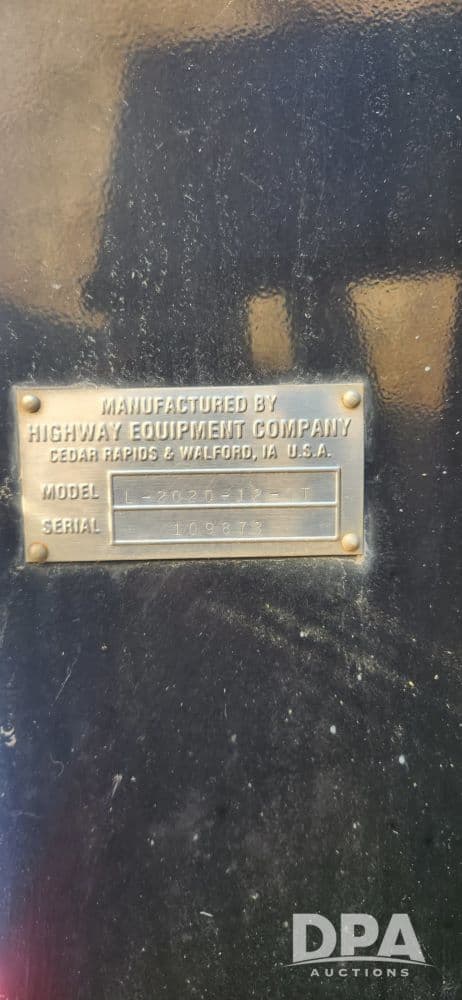 MANUFACTURED BY
HIGHWAY EQUIPMENT COMPANY
CEDAR RAPIDS & WALFORD, IA U.S.A.
MODEL
SERIAL 109873
DPA
AUCTIONS